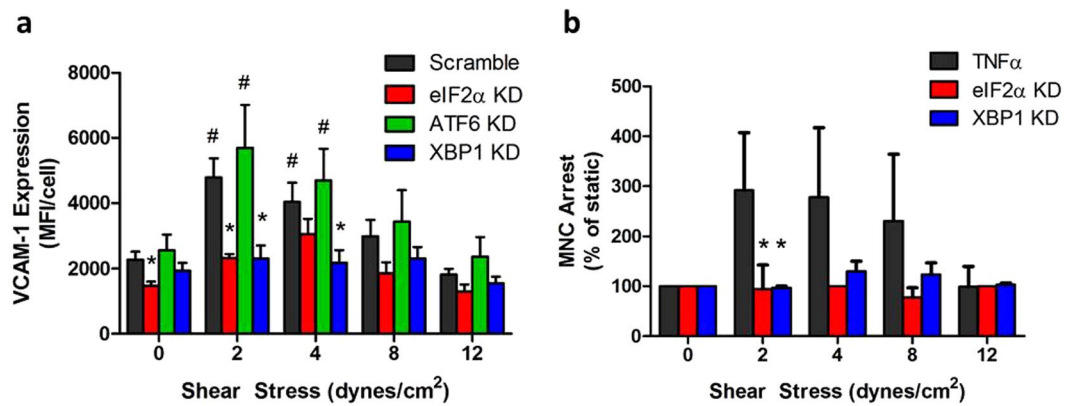 a
Scramble
eIF2α KD
ATF6 KD
XBP1 KD
8000
6000
4000
2000
0
VCAM-1 Expression
(MFI/cell)
#
#
#
#
*
*
*
*
0 2 4 8 12
Shear Stress (dynes/cm²)
b
TNFα
eIF2α KD
XBP1 KD
500
400
300
200
100
0
MNC Arrest
(% of static)
* *
0 2 4 8 12
Shear Stress (dynes/cm²)